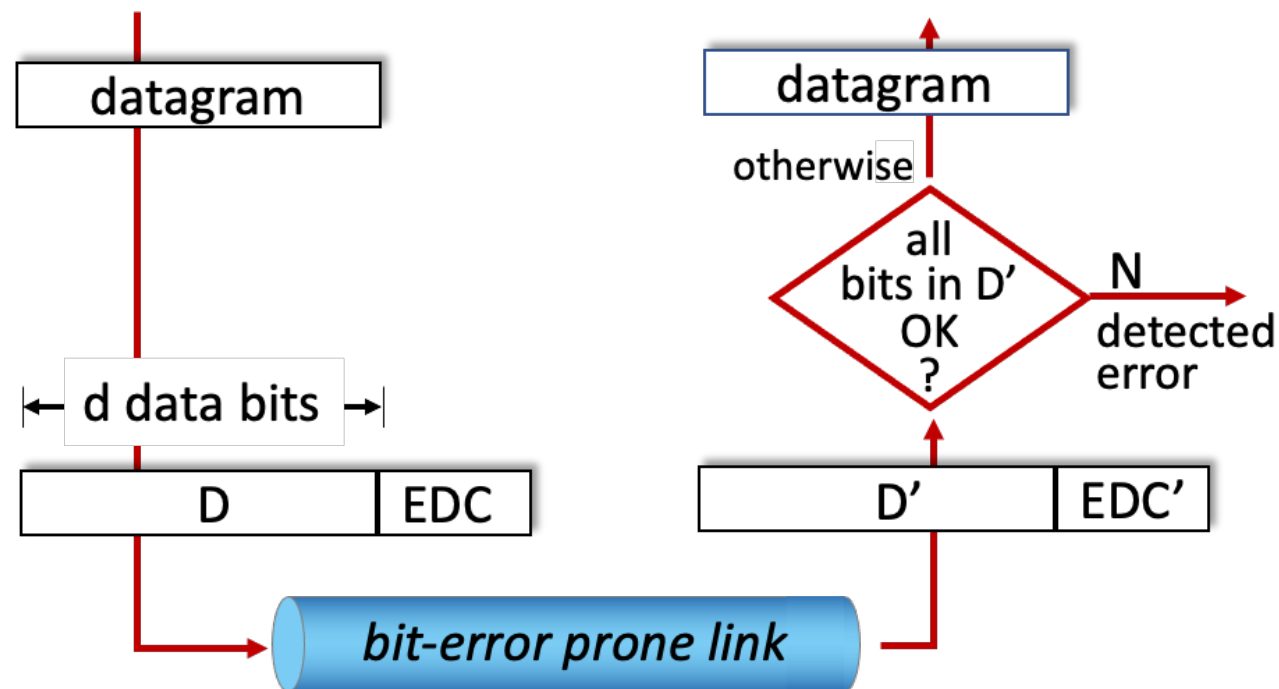 datagram
d data bits
D
EDC
bit-error prone link
datagram
otherwise
all
bits in D’
OK
?
N
detected
error
D’
EDC’